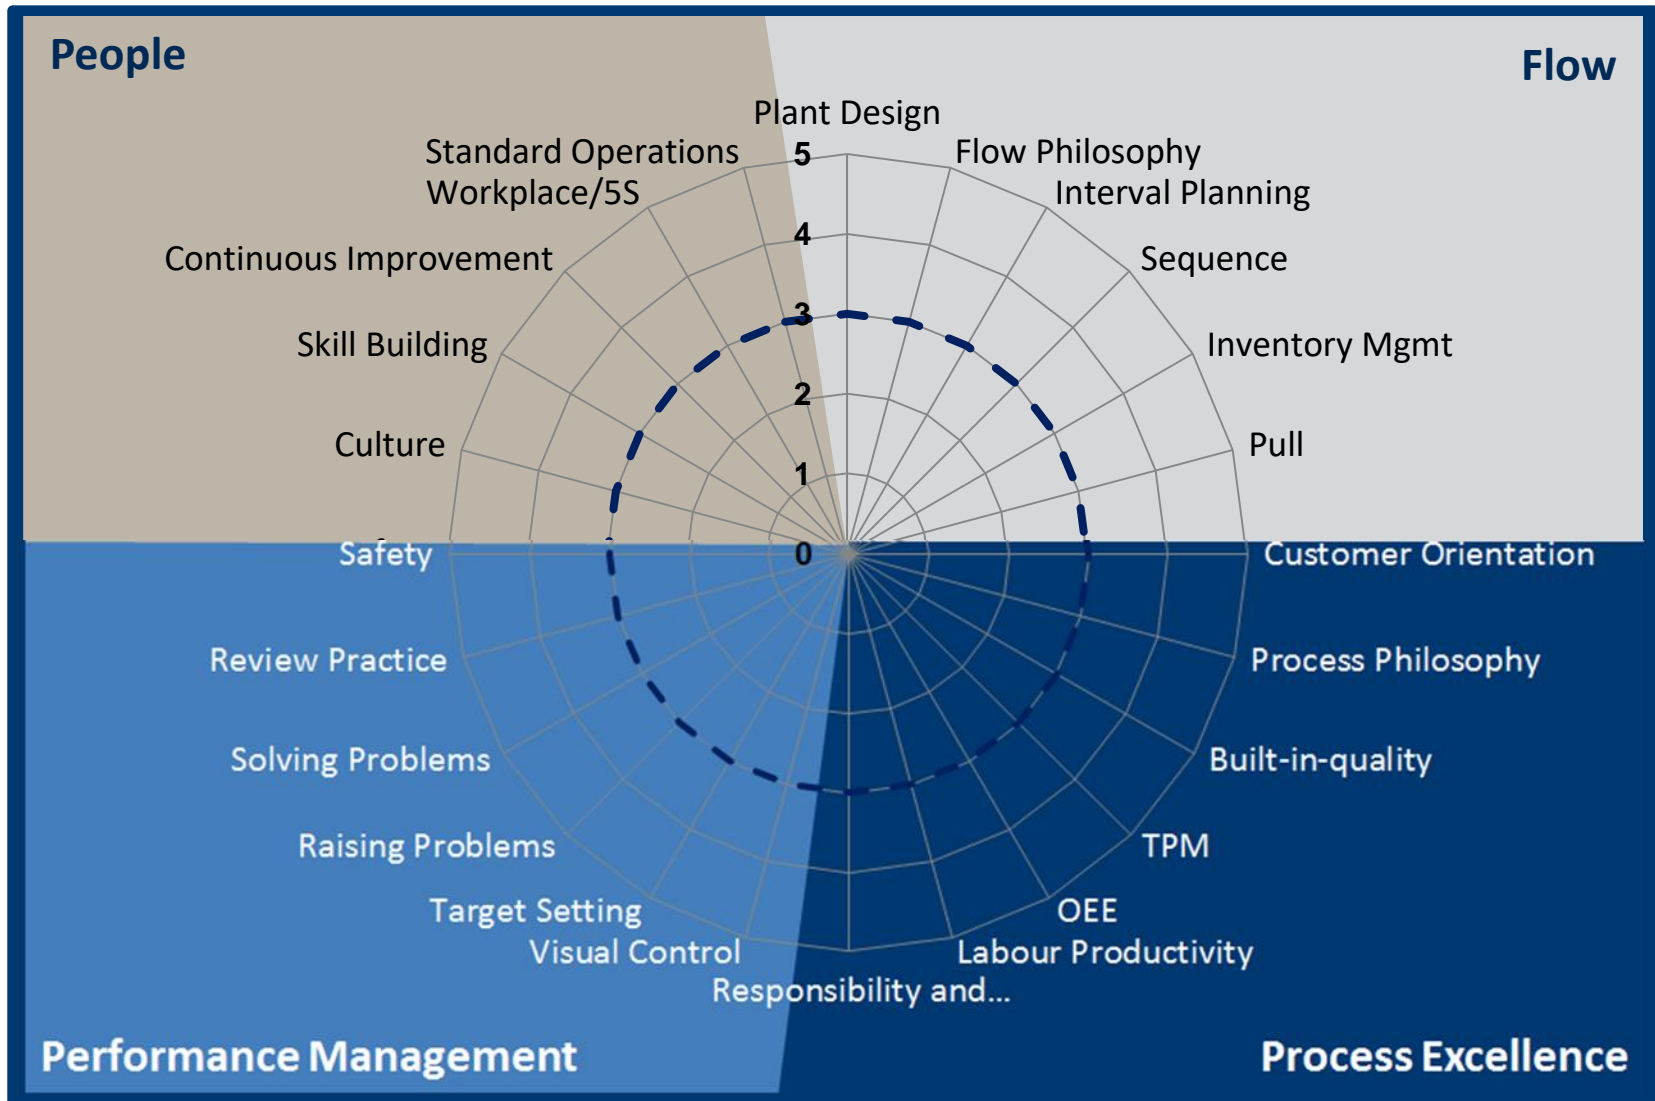 People
Flow
Plant Design
Standard Operations
Flow Philosophy
Workplace/5S
Interval Planning
Continuous Improvement
Sequence
Skill Building
Inventory Mgmt
Culture
Pull
5
4
3
2
1
0
Safety
Customer Orientation
Review Practice
Process Philosophy
Solving Problems
Built-in-quality
Raising Problems
TPM
Target Setting
OEE
Visual Control
Labour Productivity
Responsibility and...
Performance Management
Process Excellence